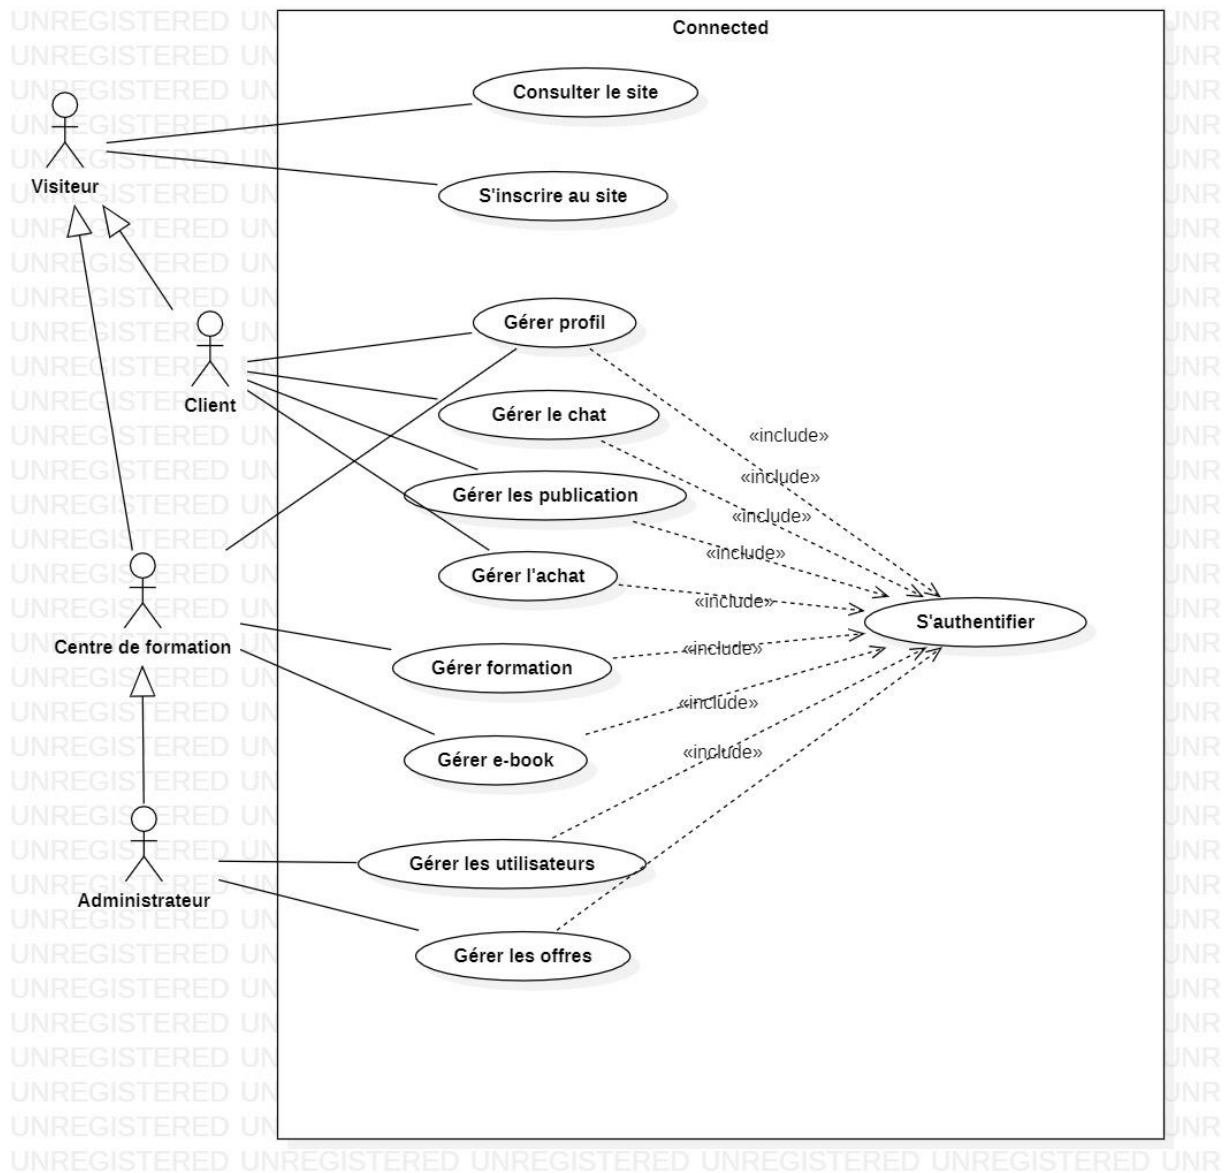 Connected
Consulter le site
Visiteur
S'inscrire au site
Gérer profil
Client
Gérer le chat
«include»
«include»
Gérer les publication
«include»
«include»
Gérer l'achat
«include»
S'authentifier
Centre de formation
«include»
Gérer formation
«include»
«include»
Gérer e-book
Gérer les utilisateurs
Administrateur
Gérer les offres
UNREGISTERED UNREGISTERED UNREGISTERED UNREGISTERED UNREGISTERED UNR